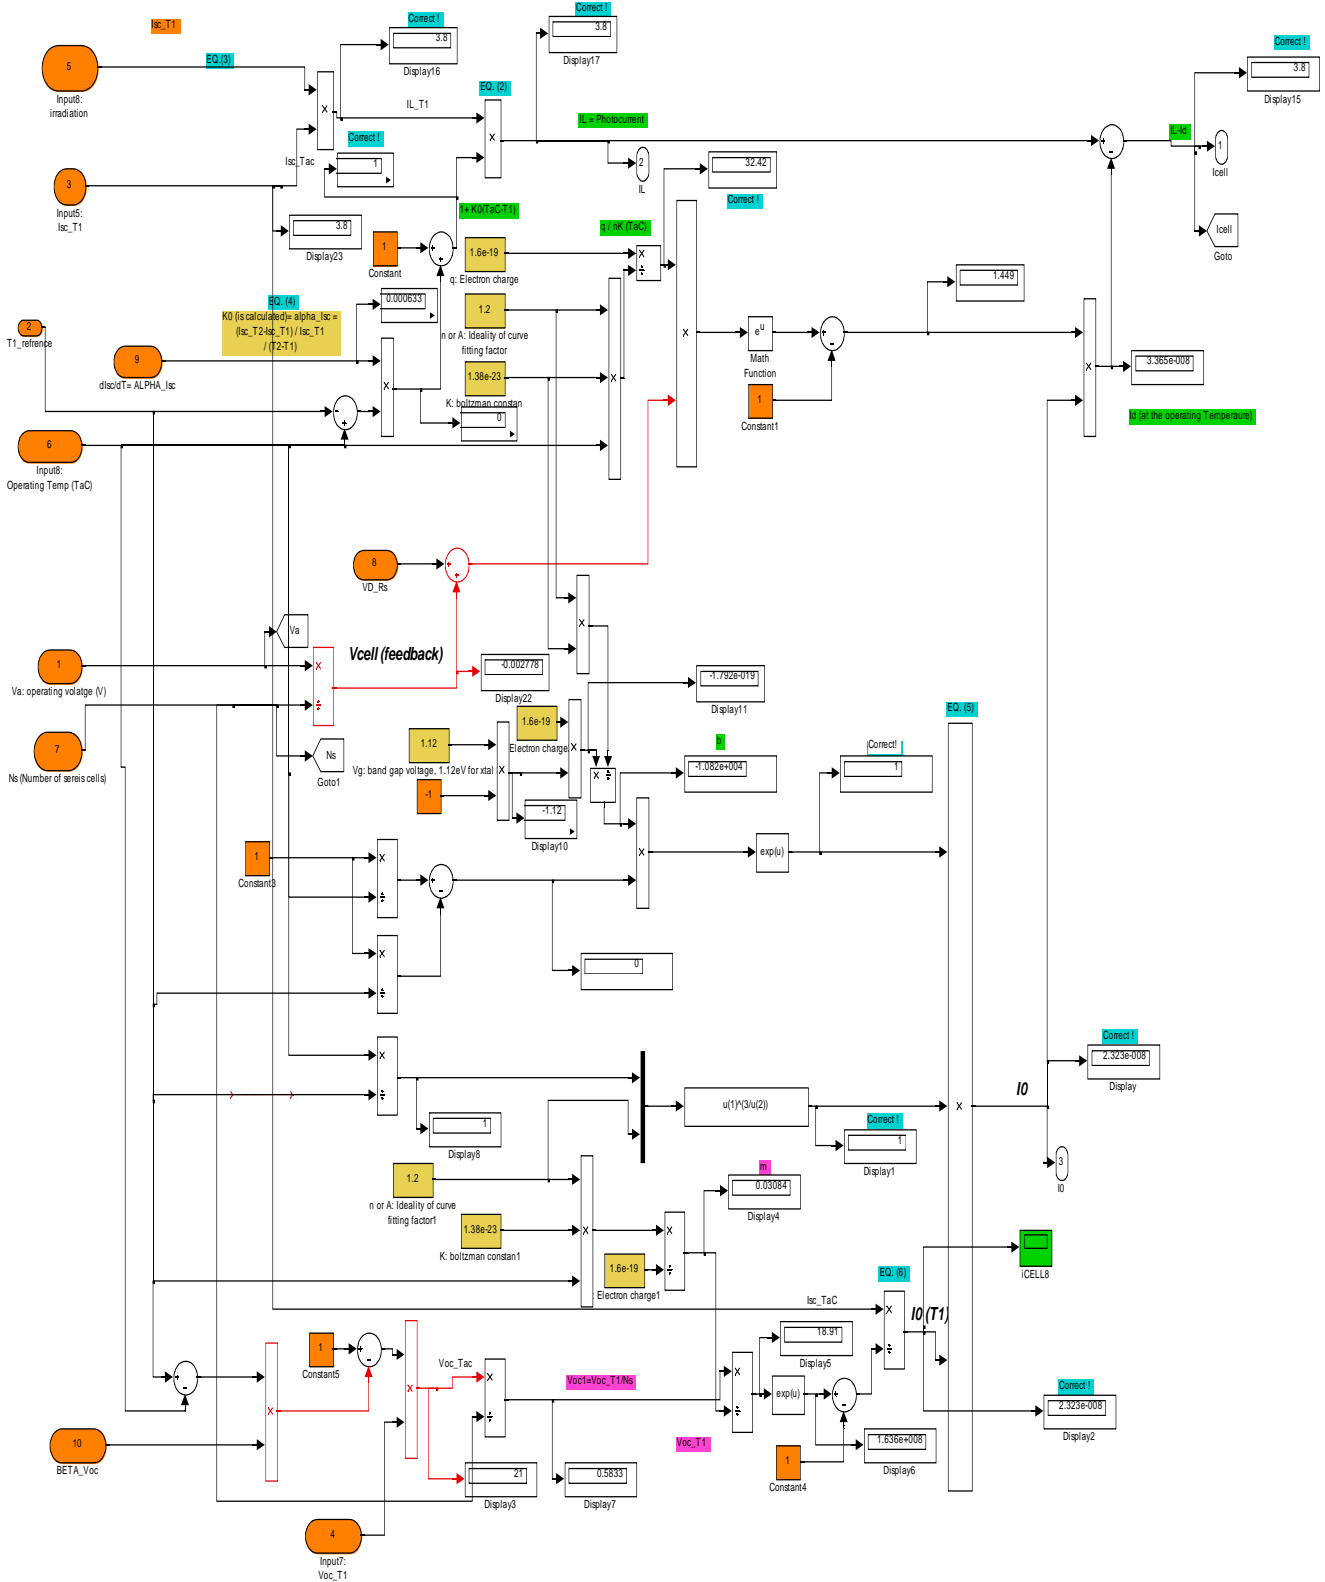 Isc_T1
Correct !
Correct !
3.8
3.8
Correct !
3.8
5
EQ.(3)
Display16
Display17
Display15
Input8:
irradiation
EQ. (2)
x
IL_T1
IL = Photocurrent
IL-Id
Correct !
x
1
Isc_Tac
2
IL
32.42
1
Icell
3
Correct !
Input5:
Isc_T1
1+ K0(TaC-T1)
3.8
Display23
q / nK (TaC)
Icell
Goto
1
Constant
1.6e-19
q: Electron charge
x
÷
1.449
EQ. (4)
0.000633
K0 (is calculated)= alpha_Isc =
(Isc_T2-Isc_T1) / Isc_T1
/ (T2-T1)
1.2
n or A: Ideality of curve
fitting factor
2
T1_refrence
9
dIsc/dT= ALPHA_Isc
x
x
x
e^u
Math
Function
x
3.365e-008
1.38e-23
K: boltzman constan
0
1
Constant1
Id (at the operating Temperaure)
6
Input8:
Operating Temp (TaC)
8
VD_Rs
Va
x
1
Va: operating volatge (V)
x
÷
Vcell (feedback)
-0.002778
Display22
-1.792e-019
Display11
7
Ns (Number of sereis cells)
Ns
Goto1
1.6e-19
Electron charge
EQ. (5)
1.12
Vg: band gap voltage, 1.12eV for xtal
x
x
b
Correct!
-1.082e+004
1
-1
x ÷
-1.12
Display10
1
Constant3
x
÷
x
exp(u)
x
÷
0
x
÷
Correct !
2.323e-008
Display
I0
u(1)^(3/u(2))
x
1
Display8
Correct !
1
Display1
3
I0
m
0.03084
Display4
1.2
n or A: Ideality of curve
fitting factor1
1.38e-23
K: boltzman constan1
x
x
÷
iCELL8
1.6e-19
: Electron charge1
EQ. (6)
Isc_TaC
x
÷
I0 (T1)
1
Constant5
18.91
Display5
x
Voc_Tac
x
÷
Voc1=Voc_T1/Ns
x
÷
exp(u)
x
Correct !
2.323e-008
Display2
Voc_T1
10
BETA_Voc
1
Constant4
1.636e+008
Display6
21
Display3
0.5833
Display7
4
Input7:
Voc_T1